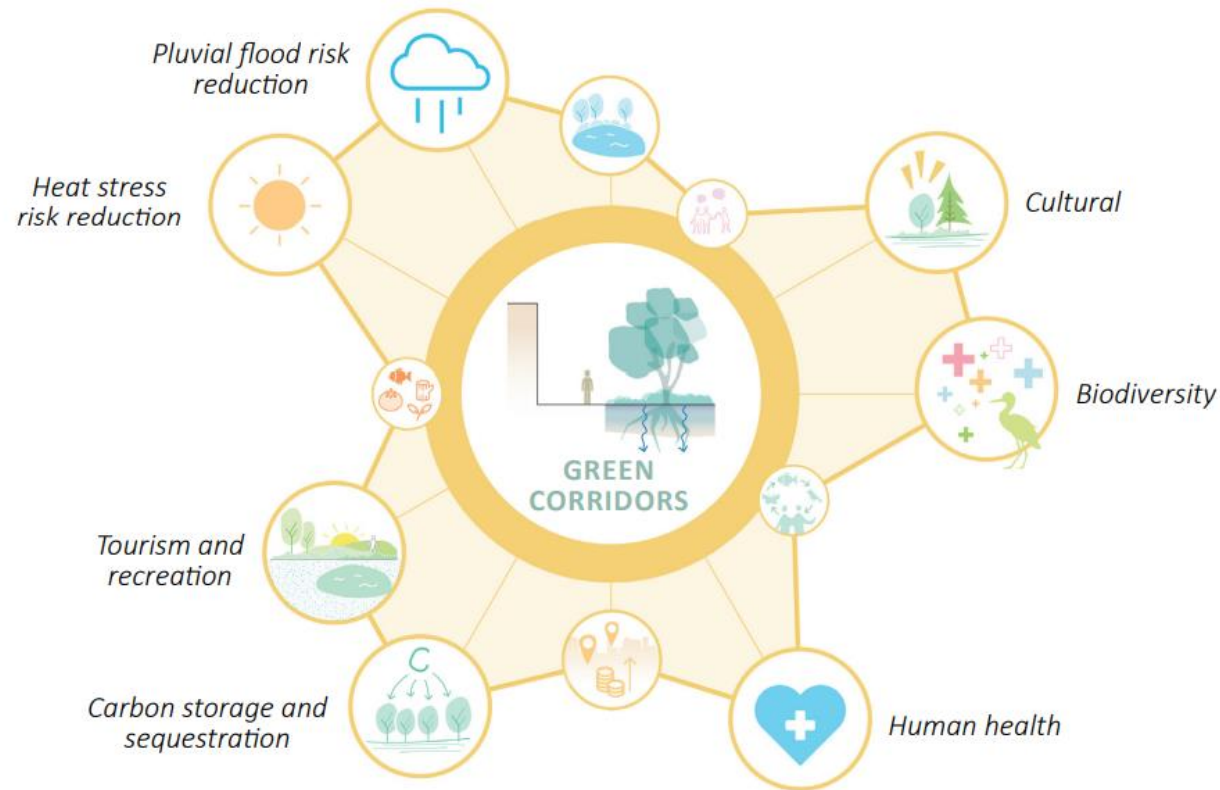 Pluvial flood risk
reduction
Heat stress
risk reduction
Cultural
Biodiversity
GREEN
CORRIDORS
Tourism and
recreation
C
Carbon storage and
sequestration
Human health